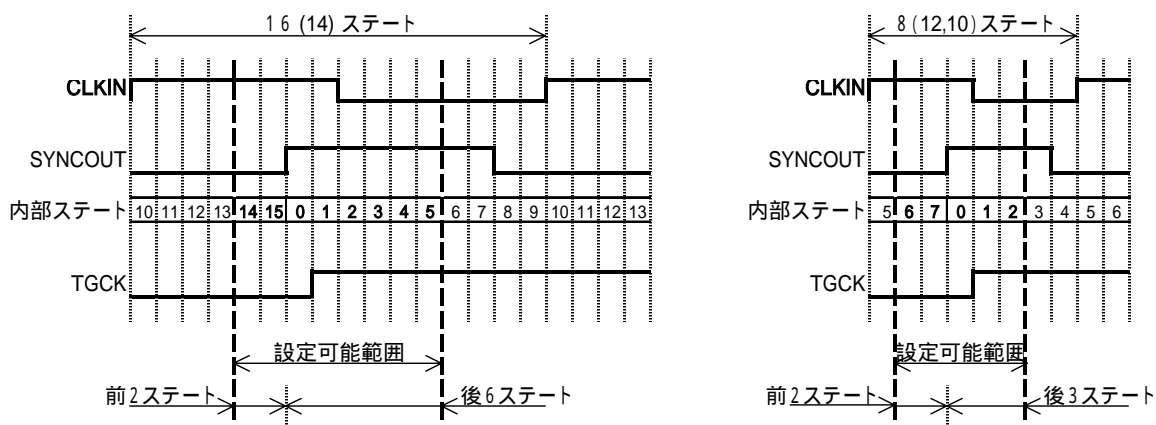 16 (14) ステート
CLKIN
SYNCOUT
内部ステート 10 11 12 13 14 15 0 1 2 3 4 5 6 7 8 9 10 11 12 13
TGCK
設定可能範囲
前2ステート 後6ステート
8(12,10)ステート
CLKIN
SYNCOUT
内部ステート 5 6 7 0 1 2 3 4 5 6
TGCK
設定可能範囲
前2ステート 後3ステート